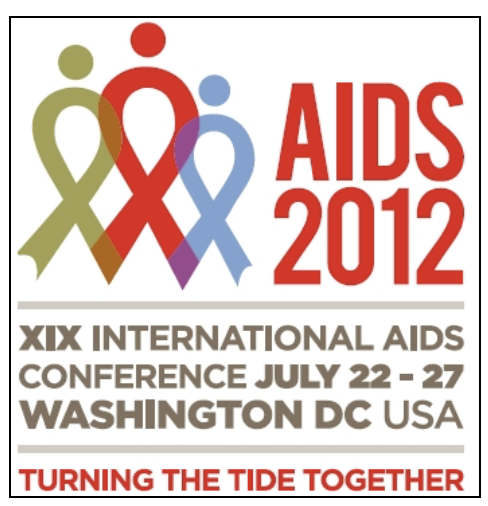 AIDS
2012
XIX INTERNATIONAL AIDS
CONFERENCE JULY 22 - 27
WASHINGTON DC USA
TURNING THE TIDE TOGETHER